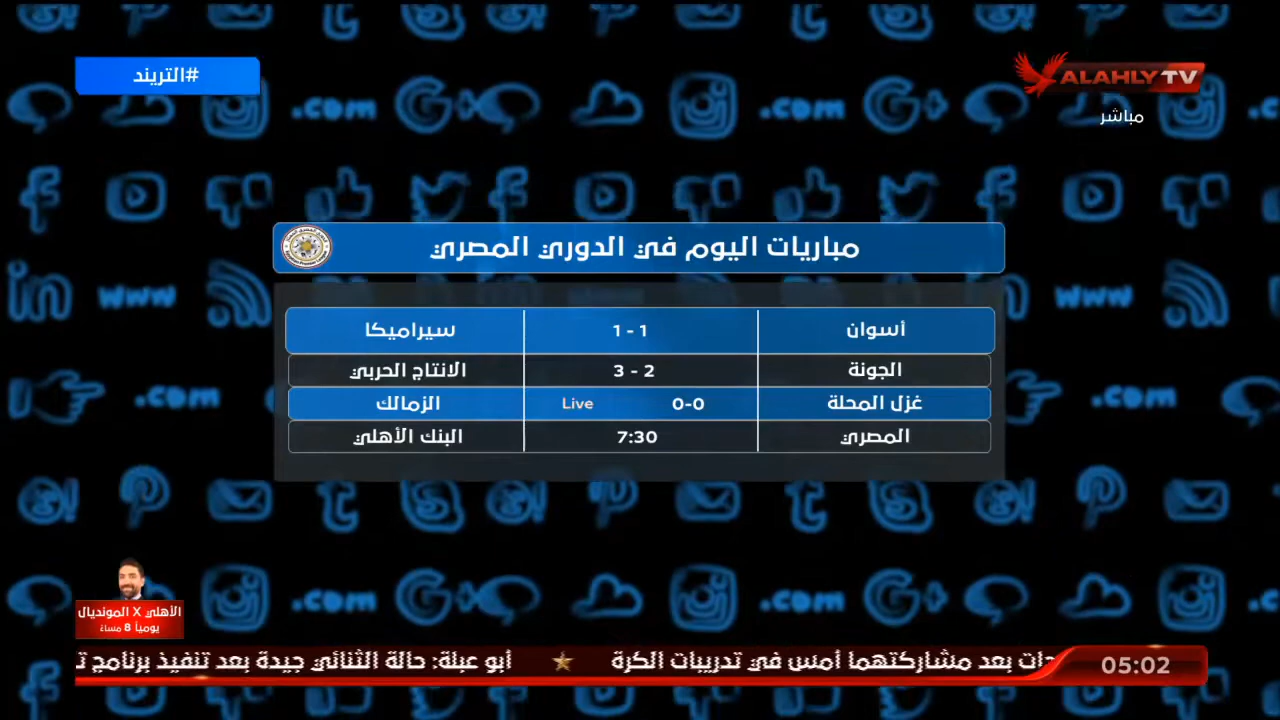 #التريند
ALAHLY TV
مباشر
مباريات اليوم في الدوري المصري
أسوان 1 - 1 سيراميكا
الجونة 2 - 3 الانتاج الحربي
غزل المحلة 0-0 Live الزمالك
المصري 7:30 البنك الأهلي
الأهلي X المونديال
يومياً 8 مساءً
05:02
دات بعد مشاركتهما أمس في تدريبات الكرة ★ أبو عبلة: حالة الثنائي جيدة بعد تنفيذ برنامج ت